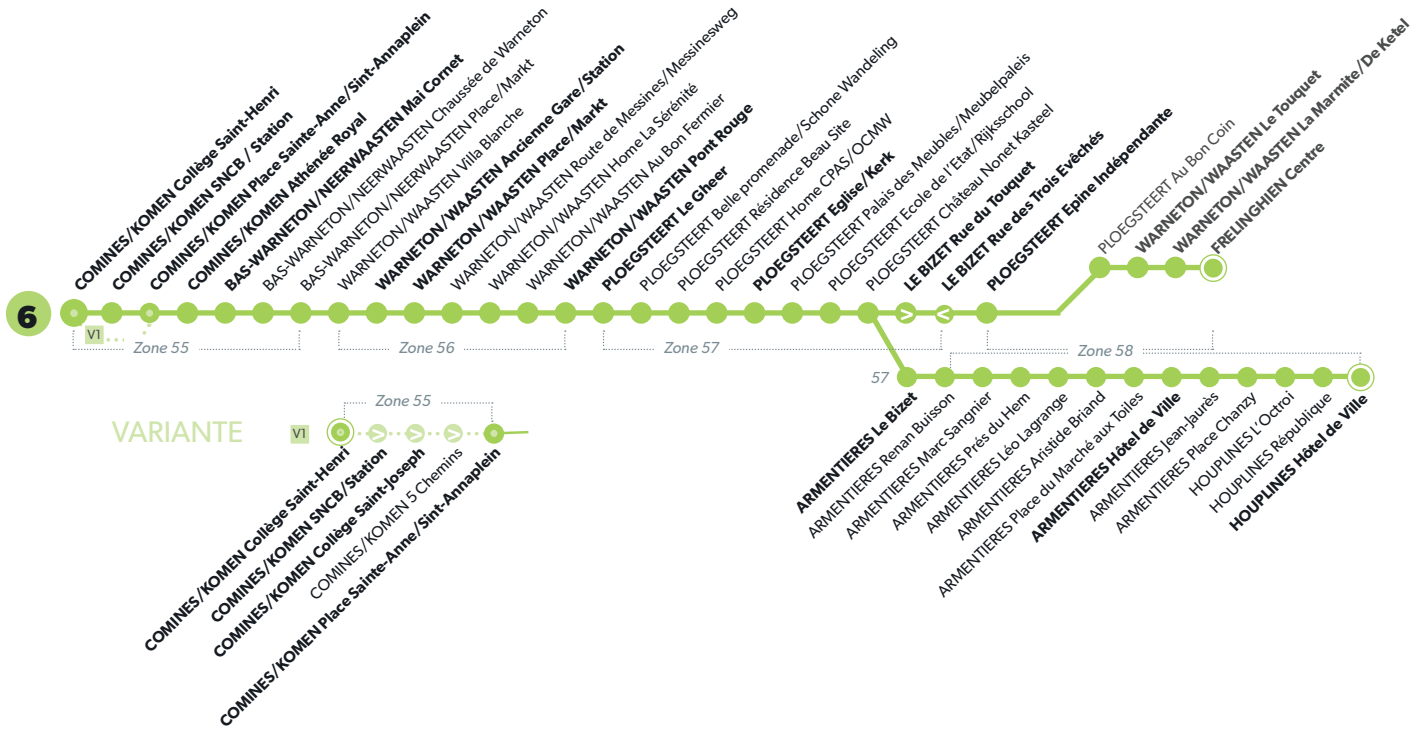 6
COMINES/KOMEN Collège Saint-Henri
COMINES/KOMEN SNCB / Station
COMINES/KOMEN Place Sainte-Anne/Sint-Annaplein
COMINES/KOMEN Athénée Royal
BAS-WARNETON/NEERWAASTEN Mai Cornet
BAS-WARNETON/NEERWAASTEN Chaussée de Warneton
BAS-WARNETON/NEERWAASTEN Place/Markt
WARNETON/WAASTEN Villa Blanche
WARNETON/WAASTEN Ancienne Gare/Station
WARNETON/WAASTEN Place/Markt
WARNETON/WAASTEN Route de Messines/Messinesweg
WARNETON/WAASTEN Home La Sérénité
WARNETON/WAASTEN Au Bon Fermier
WARNETON/WAASTEN Pont Rouge
PLOEGSTEERT Le Gheer
PLOEGSTEERT Belle promenade/Schone Wandeling
PLOEGSTEERT Résidence Beau Site
PLOEGSTEERT Home CPAS/OCMW
PLOEGSTEERT Eglise/Kerk
PLOEGSTEERT Palais des Meubles/Meubelpaleis
PLOEGSTEERT Ecole de l'Etat/Rijksschool
PLOEGSTEERT Château Nonet Kasteel
LE BIZET Rue du Touquet
LE BIZET Rue des Trois Evêchés
PLOEGSTEERT Epine Indépendante
PLOEGSTEERT Au Bon Coin
WARNETON/WAASTEN Le Touquet
WARNETON/WAASTEN La Marmite/De Ketel
FRELINGHIEN Centre
> <
V1
Zone 55
Zone 56
Zone 57
Zone 58
57
ARMENTIERES Le Bizet
ARMENTIERES Renan Buisson
ARMENTIERES Marc Sangnier
ARMENTIERES Prés du Hem
ARMENTIERES Léo Lagrange
ARMENTIERES Aristide Briand
ARMENTIERES Place du Marché aux Toiles
ARMENTIERES Hôtel de Ville
ARMENTIERES Jean-Jaurès
ARMENTIERES Place Chanzy
HOUPLINES L'Octroi
HOUPLINES République
HOUPLINES Hôtel de Ville
VARIANTE
V1
Zone 55
> > >
COMINES/KOMEN Collège Saint-Henri
COMINES/KOMEN SNCB/Station
COMINES/KOMEN Collège Saint-Joseph
COMINES/KOMEN 5 Chemins
COMINES/KOMEN Place Sainte-Anne/Sint-Annaplein